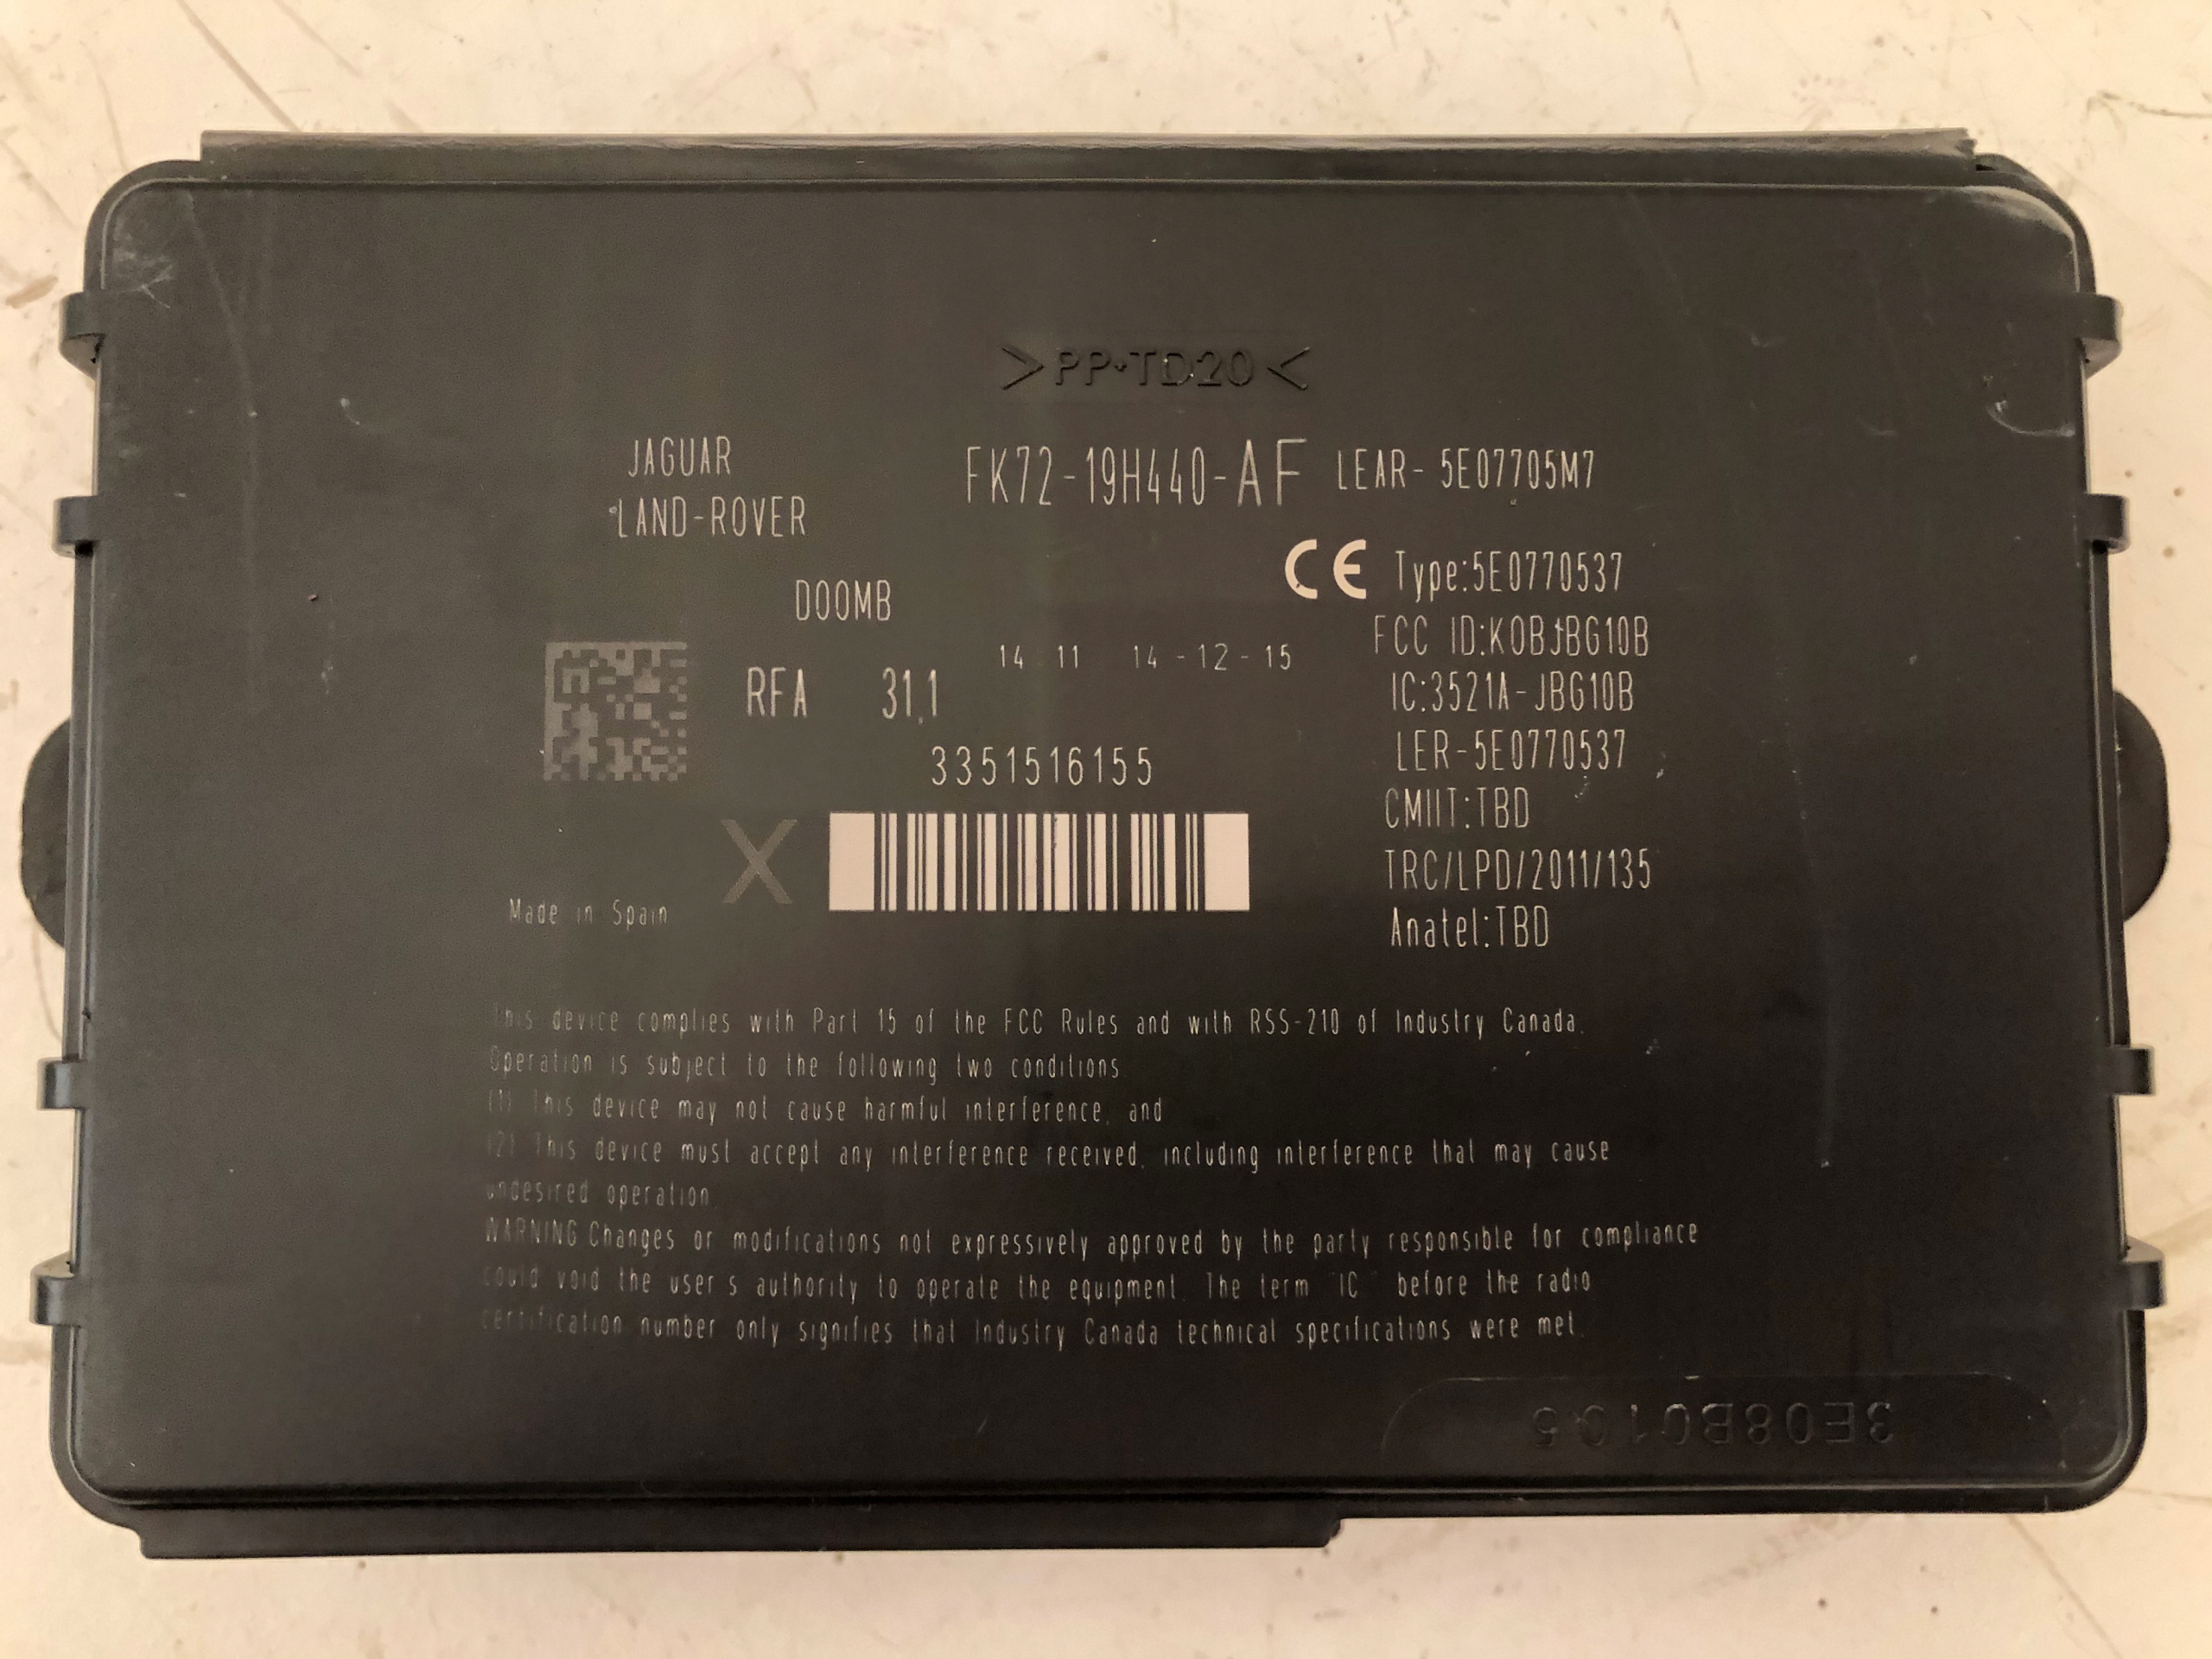 >PP+TD20<
JAGUAR
LAND-ROVER
FK72-19H440-AF LEAR- 5E07705M7
CE Type:5E0770537
D00MB
FCC ID:KOBJBG10B
14 11 14 -12 - 15
RFA 31.1
IC:3521A-JBG10B
LER-5E0770537
3351516155
CMIIT:TBD
X
TRC/LPD/2011/135
Made in Spain
Anatel:TBD
This device complies with Part 15 of the FCC Rules and with RSS-210 of Industry Canada.
Operation is subject to the following two conditions
(1) This device may not cause harmful interference, and
(2) This device must accept any interference received, including interference that may cause
undesired operation.
WARNING Changes or modifications not expressively approved by the party responsible for compliance
could void the user s authority to operate the equipment. The term "IC" before the radio
certification number only signifies that Industry Canada technical specifications were met.
3E08B0105